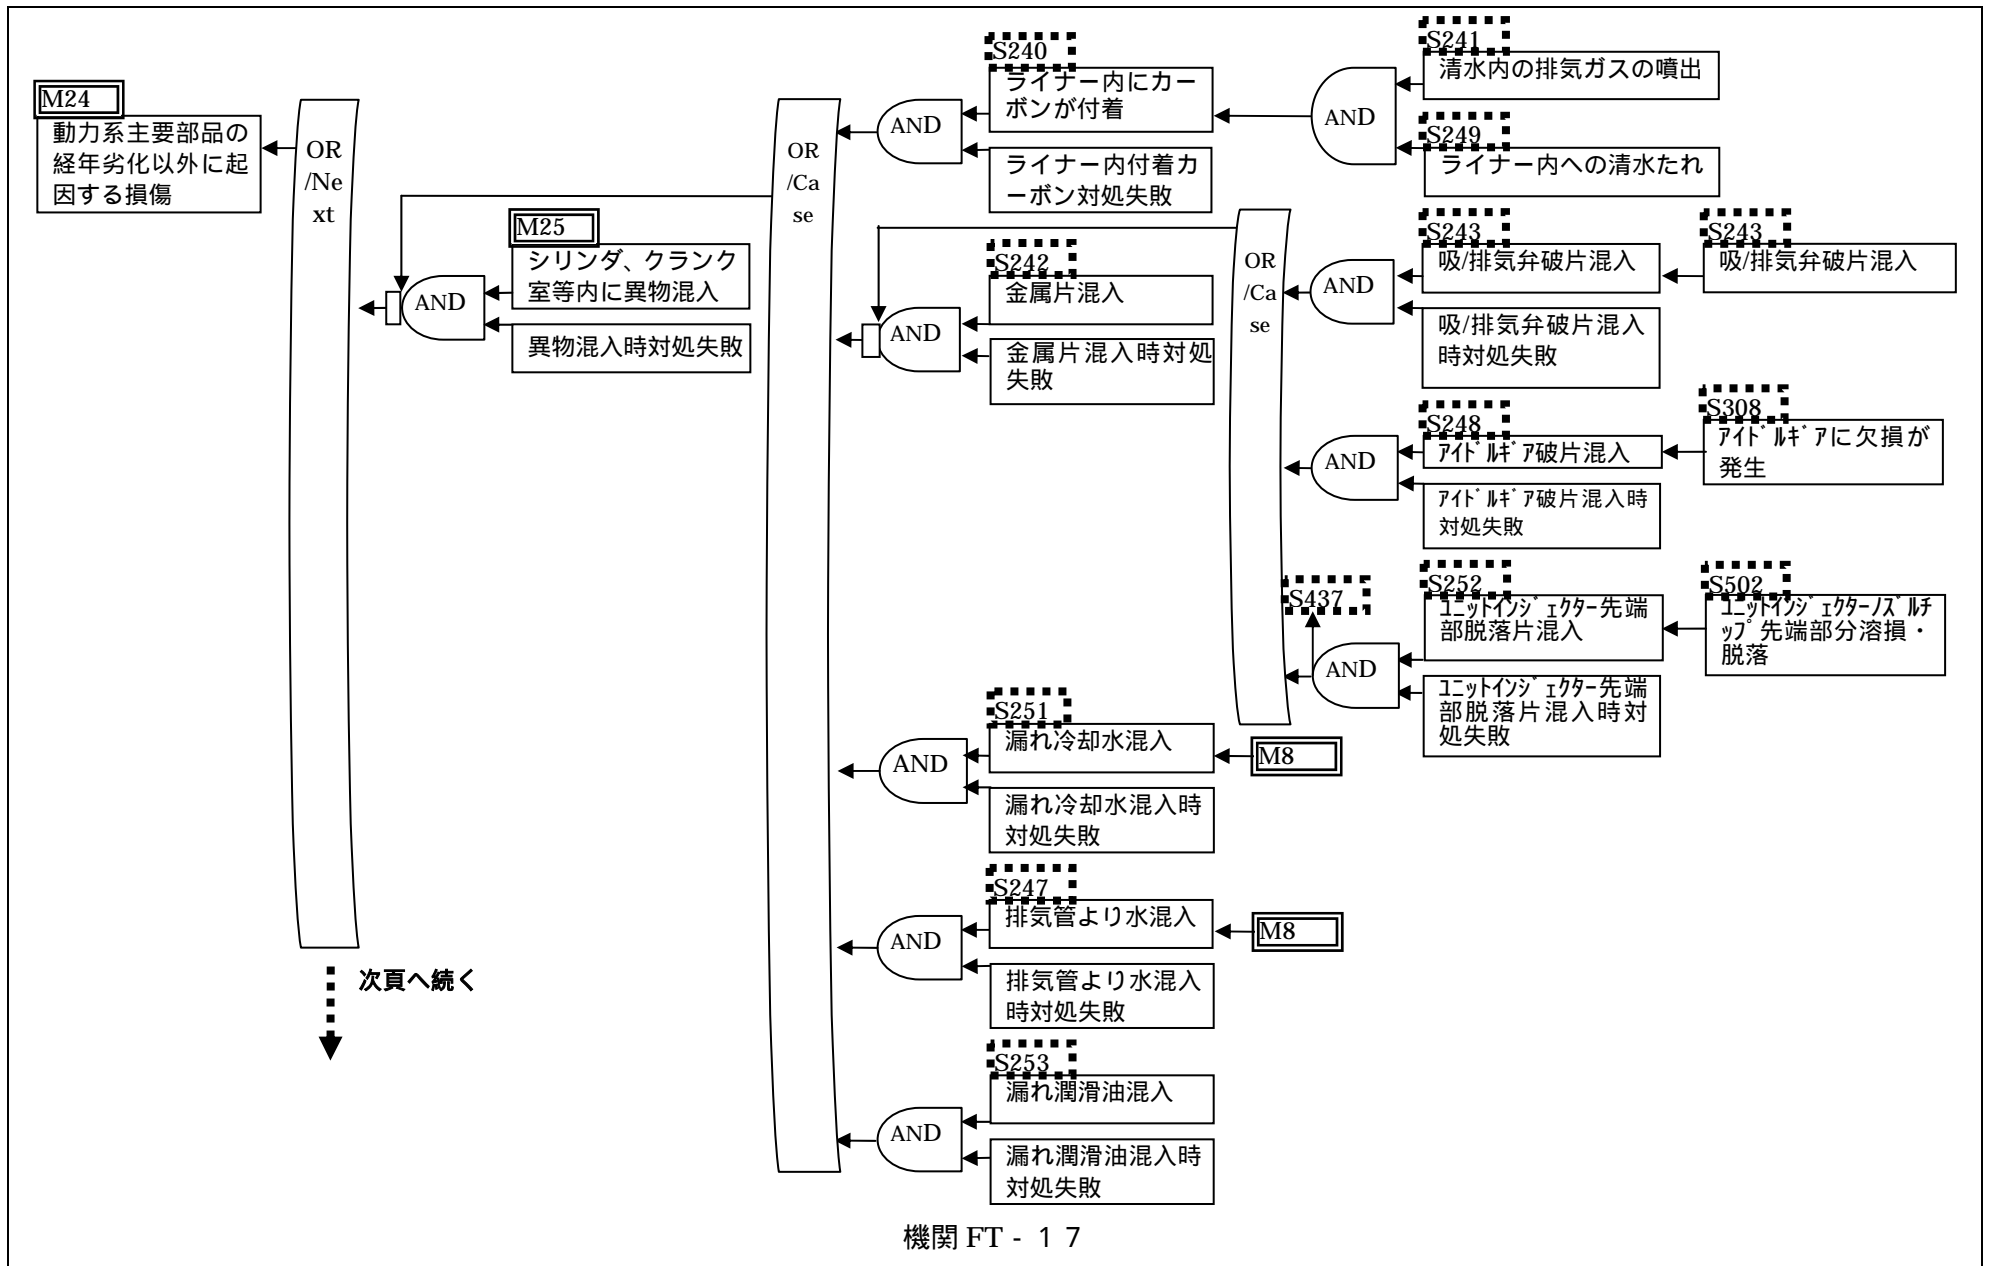 M24
動力系主要部品の
経年劣化以外に起
因する損傷
OR
/Ne
xt
AND
M25
シリンダ、クランク
室等内に異物混入
異物混入時対処失敗
OR
/Ca
se
AND
S240
ライナー内にカー
ボンが付着
ライナー内付着カ
ーボン対処失敗
AND
S241
清水内の排気ガスの噴出
S249
ライナー内への清水たれ
AND
S242
金属片混入
金属片混入時対処
失敗
OR
/Ca
se
AND
S243
吸/排気弁破片混入
S243
吸/排気弁破片混入
吸/排気弁破片混入
時対処失敗
AND
S248
ｱｲﾄﾞﾙｷﾞｱ破片混入
S308
ｱｲﾄﾞﾙｷﾞｱに欠損が
発生
ｱｲﾄﾞﾙｷﾞｱ破片混入時
対処失敗
S437
AND
S252
ﾕﾆｯﾄｲﾝｼﾞｪｸﾀｰ先端
部脱落片混入
S502
ﾕﾆｯﾄｲﾝｼﾞｪｸﾀｰﾉｽﾞﾙﾁ
ｯﾌﾟ先端部分溶損・
脱落
ﾕﾆｯﾄｲﾝｼﾞｪｸﾀｰ先端
部脱落片混入時対
処失敗
AND
S251
漏れ冷却水混入
M8
漏れ冷却水混入時
対処失敗
AND
S247
排気管より水混入
M8
排気管より水混入
時対処失敗
AND
S253
漏れ潤滑油混入
漏れ潤滑油混入時
対処失敗
次頁へ続く
機関 FT - １７